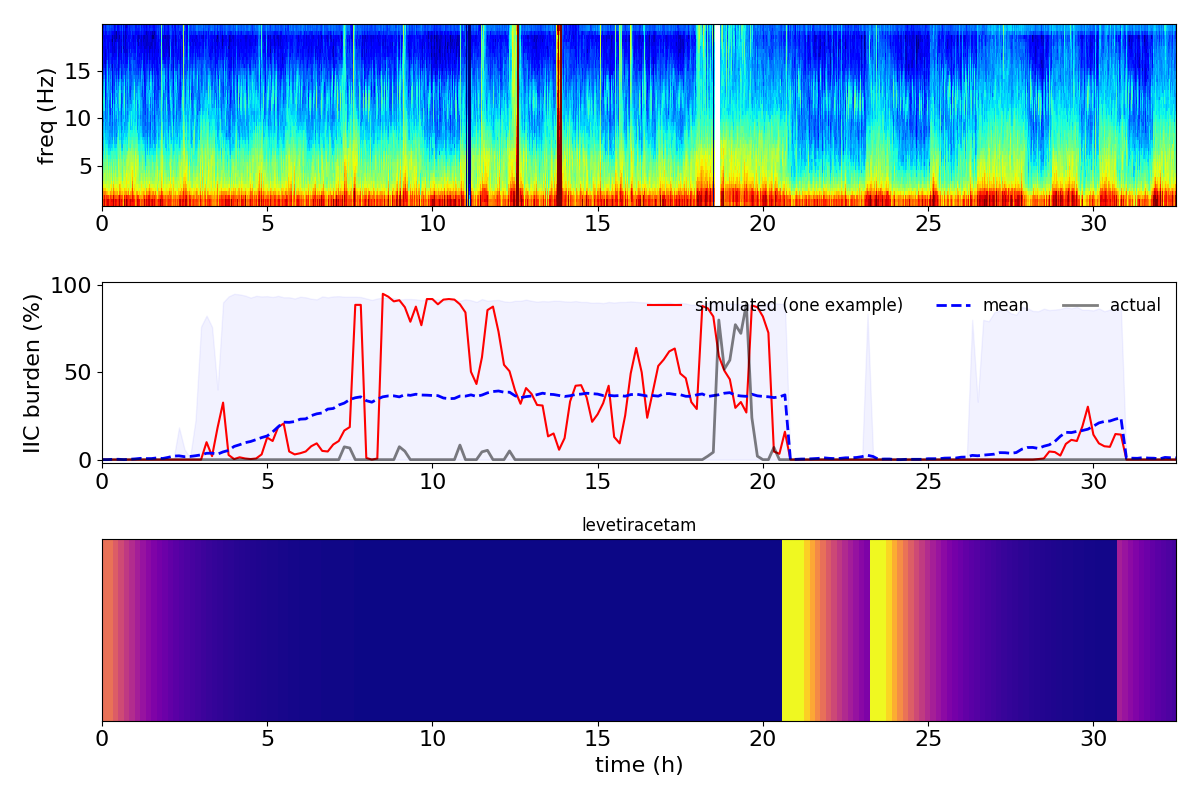 freq (Hz)
15
10
5
0 5 10 15 20 25 30
IIC burden (%)
100
50
0
simulated (one example) mean actual
0 5 10 15 20 25 30
levetiracetam
0 5 10 15 20 25 30
time (h)